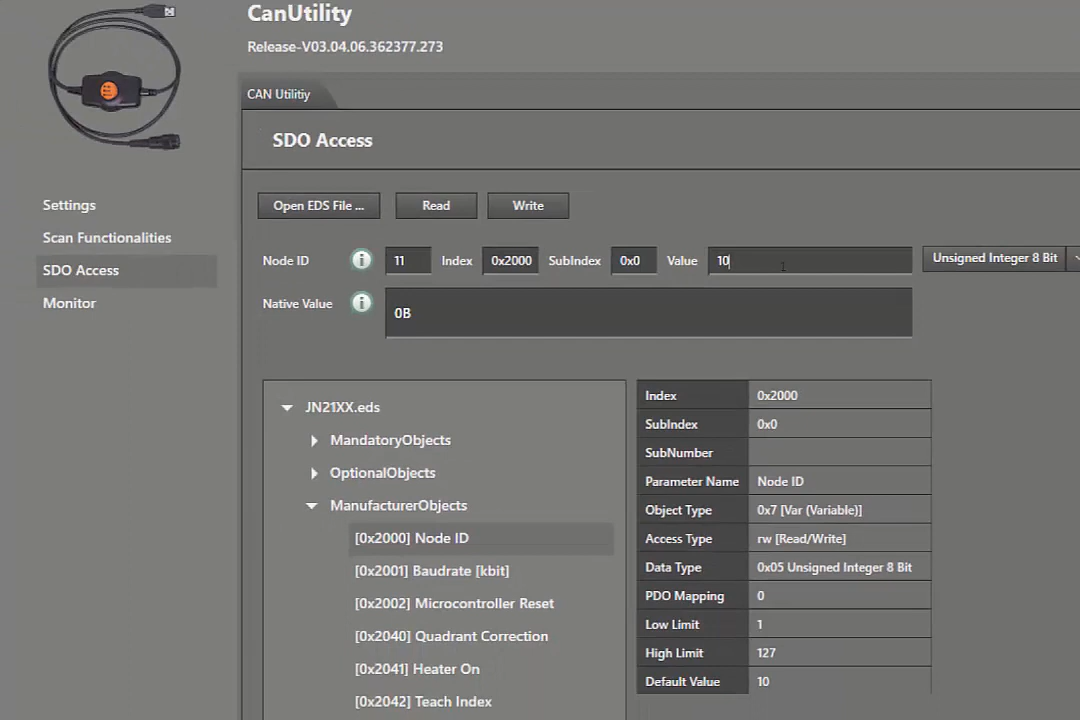 CanUtility
Release-V03.04.06.362377.273
CAN Utilitiy
SDO Access
Settings
Scan Functionalities
SDO Access
Monitor
Open EDS File ... Read Write
Node ID 11 Index 0x2000 SubIndex 0x0 Value 10 Unsigned Integer 8 Bit
Native Value 0B
JN21XX.eds
MandatoryObjects
OptionalObjects
ManufacturerObjects
[0x2000] Node ID
[0x2001] Baudrate [kbit]
[0x2002] Microcontroller Reset
[0x2040] Quadrant Correction
[0x2041] Heater On
[0x2042] Teach Index
Index 0x2000
SubIndex 0x0
SubNumber
Parameter Name Node ID
Object Type 0x7 [Var (Variable)]
Access Type rw [Read/Write]
Data Type 0x05 Unsigned Integer 8 Bit
PDO Mapping 0
Low Limit 1
High Limit 127
Default Value 10